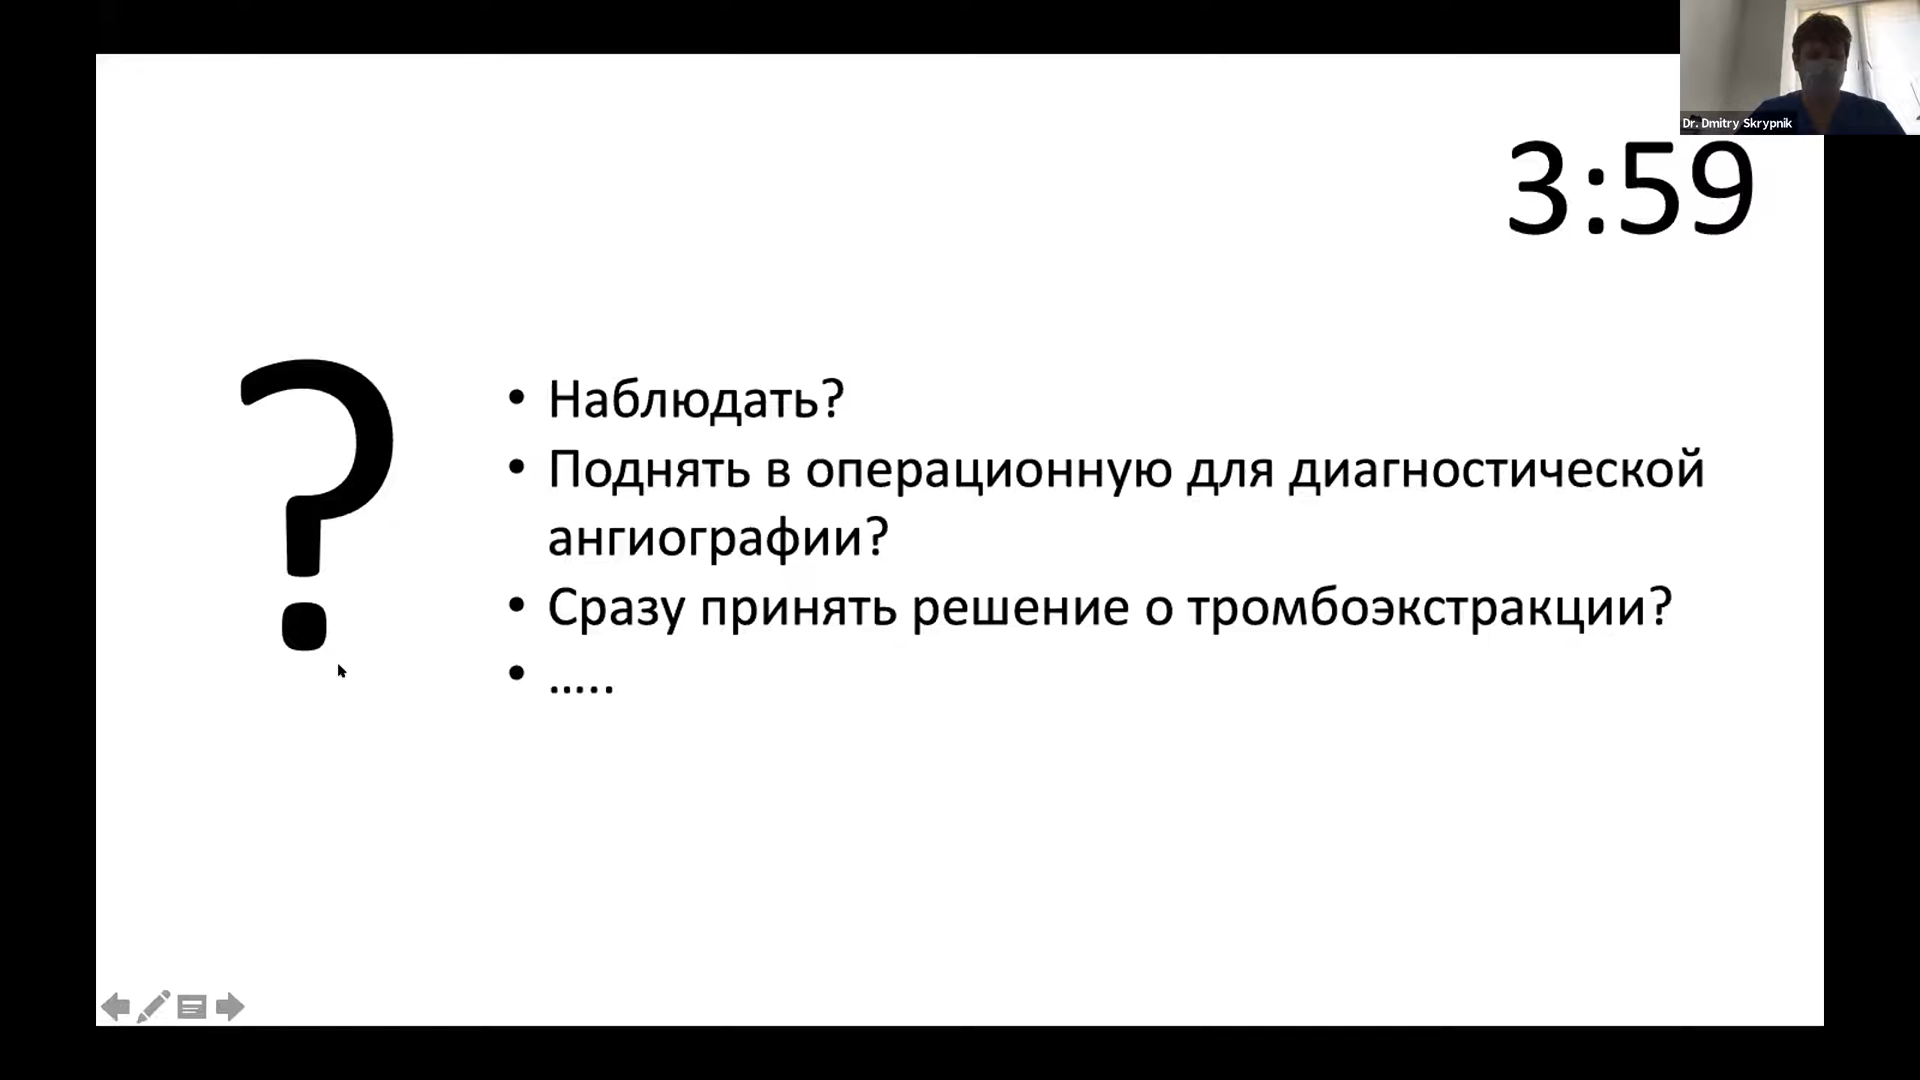 Dr. Dmitry Skrypnik
3:59
?
• Наблюдать?
• Поднять в операционную для диагностической
ангиографии?
• Сразу принять решение о тромбоэкстракции?
• .....